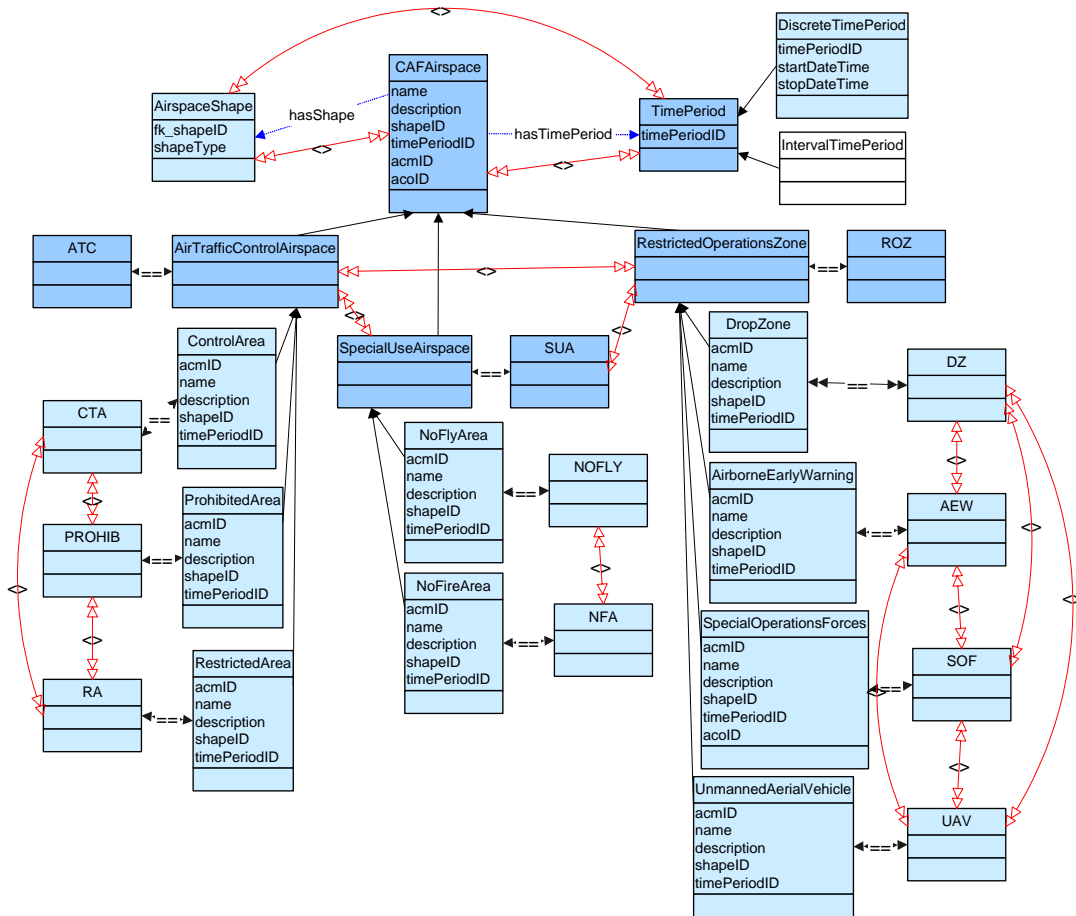 <>
DiscreteTimePeriod
timePeriodID
startDateTime
stopDateTime
CAFAirspace
name
description
shapeID
timePeriodID
acmID
acoID
AirspaceShape
fk_shapeID
shapeType
hasShape
<>
hasTimePeriod
<>
TimePeriod
timePeriodID
IntervalTimePeriod
ATC
==
AirTrafficControlAirspace
<>
RestrictedOperationsZone
==
ROZ
<>
<>
SpecialUseAirspace
==
SUA
ControlArea
acmID
name
description
shapeID
timePeriodID
CTA
==
<>
<>
ProhibitedArea
acmID
name
description
shapeID
timePeriodID
PROHIB
==
<>
RestrictedArea
acmID
name
description
shapeID
timePeriodID
RA
==
NoFlyArea
acmID
name
description
shapeID
timePeriodID
==
NOFLY
<>
NoFireArea
acmID
name
description
shapeID
timePeriodID
==
NFA
DropZone
acmID
name
description
shapeID
timePeriodID
==
DZ
<>
<>
<>
AirborneEarlyWarning
acmID
name
description
shapeID
timePeriodID
==
AEW
<>
<>
SpecialOperationsForces
acmID
name
description
shapeID
timePeriodID
acoID
==
SOF
<>
UnmannedAerialVehicle
acmID
name
description
shapeID
timePeriodID
==
UAV